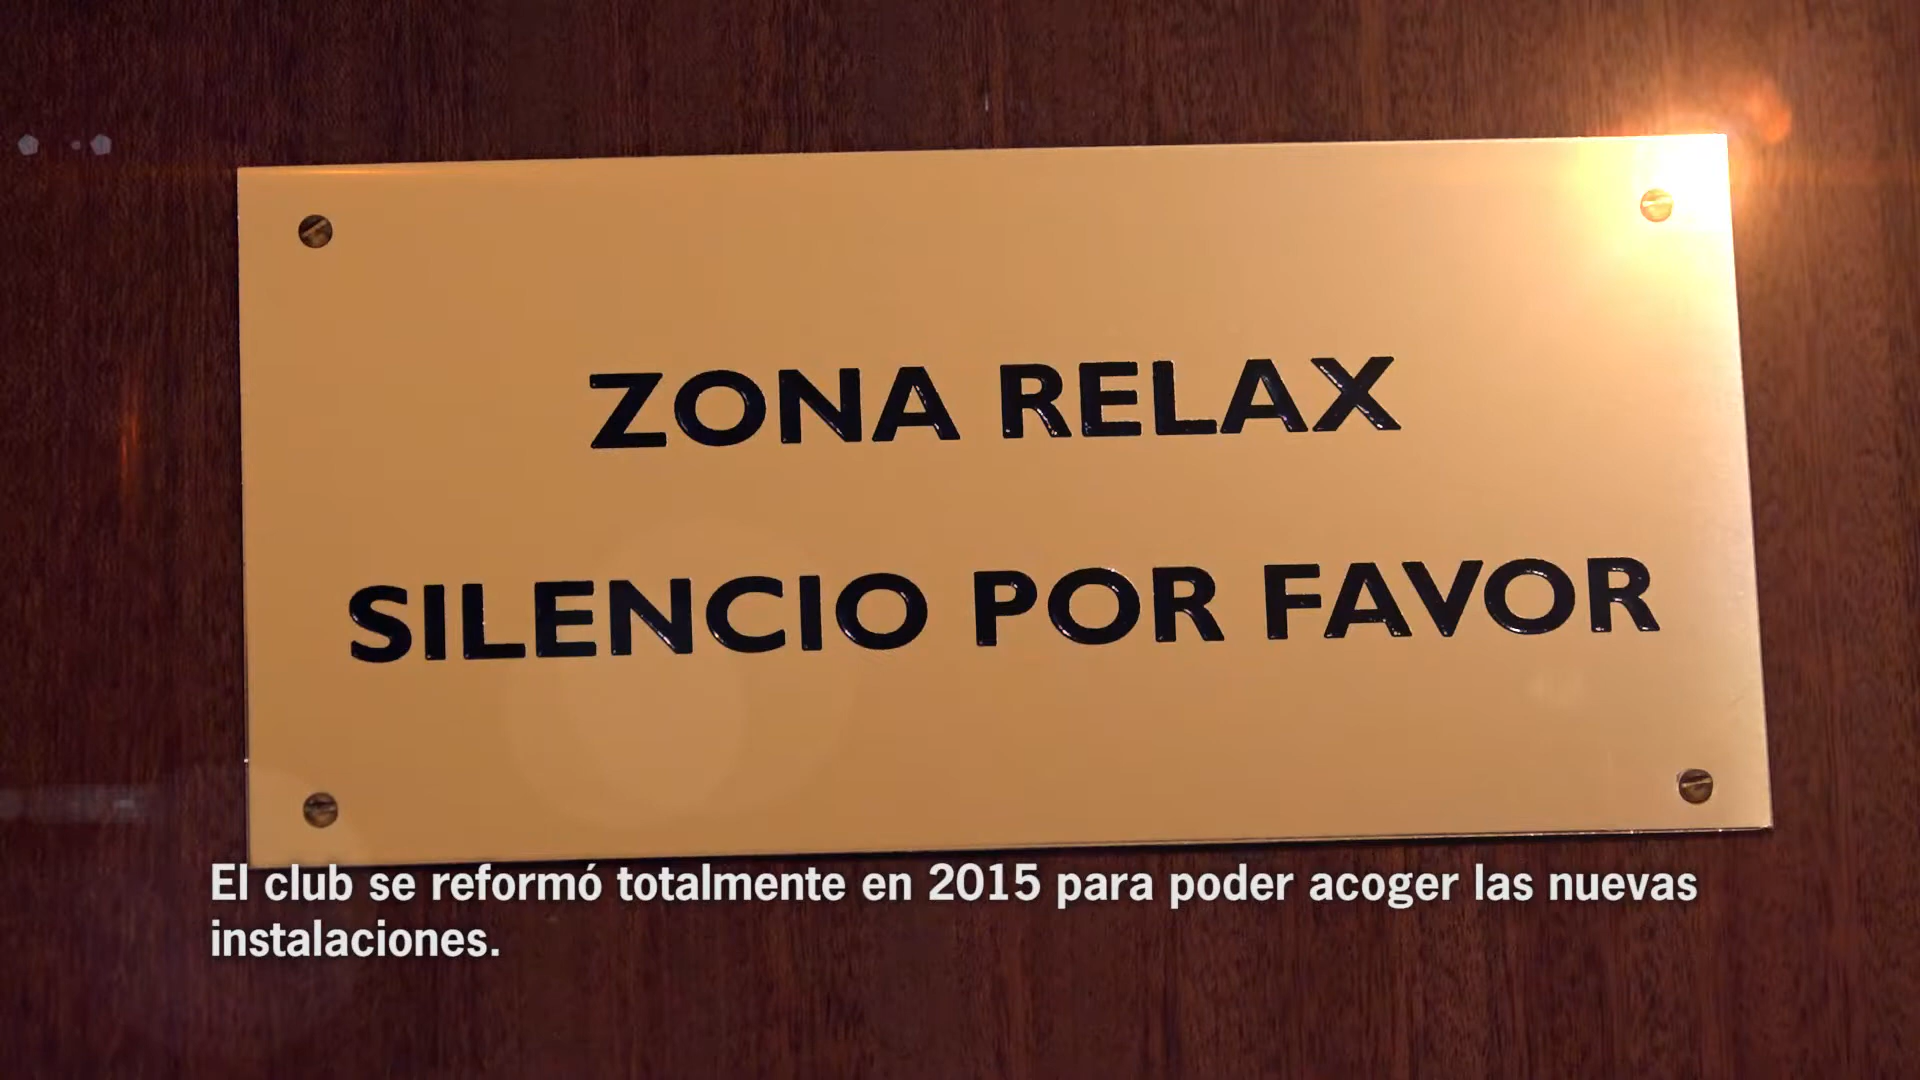 ZONA RELAX
SILENCIO POR FAVOR
El club se reformó totalmente en 2015 para poder acoger las nuevas
instalaciones.